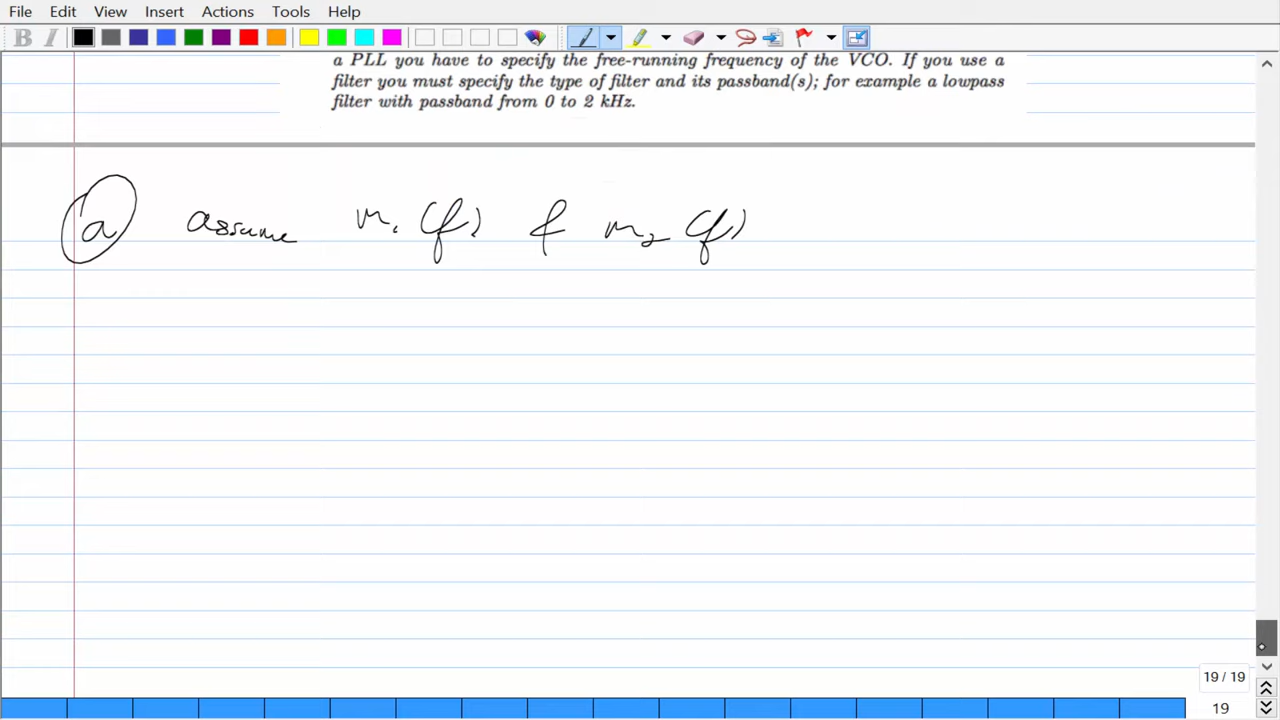 File Edit View Insert Actions Tools Help
B I
a PLL you have to specify the free-running frequency of the VCO. If you use a
filter you must specify the type of filter and its passband(s); for example a lowpass
filter with passband from 0 to 2 kHz.
a assume m₁(f) & m₂(f)
19 / 19
19